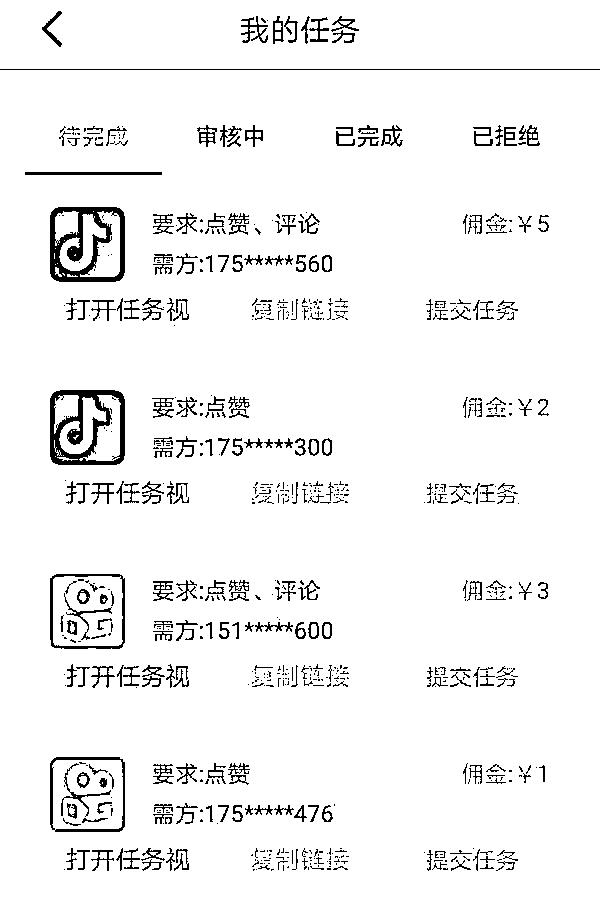 我的任务
待完成 审核中 已完成 已拒绝
要求:点赞、评论 佣金:￥5
需方:175*****560
打开任务视 复制链接 提交任务
要求:点赞 佣金:￥2
需方:175*****300
打开任务视 复制链接 提交任务
要求:点赞、评论 佣金:￥3
需方:151*****600
打开任务视 复制链接 提交任务
要求:点赞 佣金:￥1
需方:175*****476
打开任务视 复制链接 提交任务